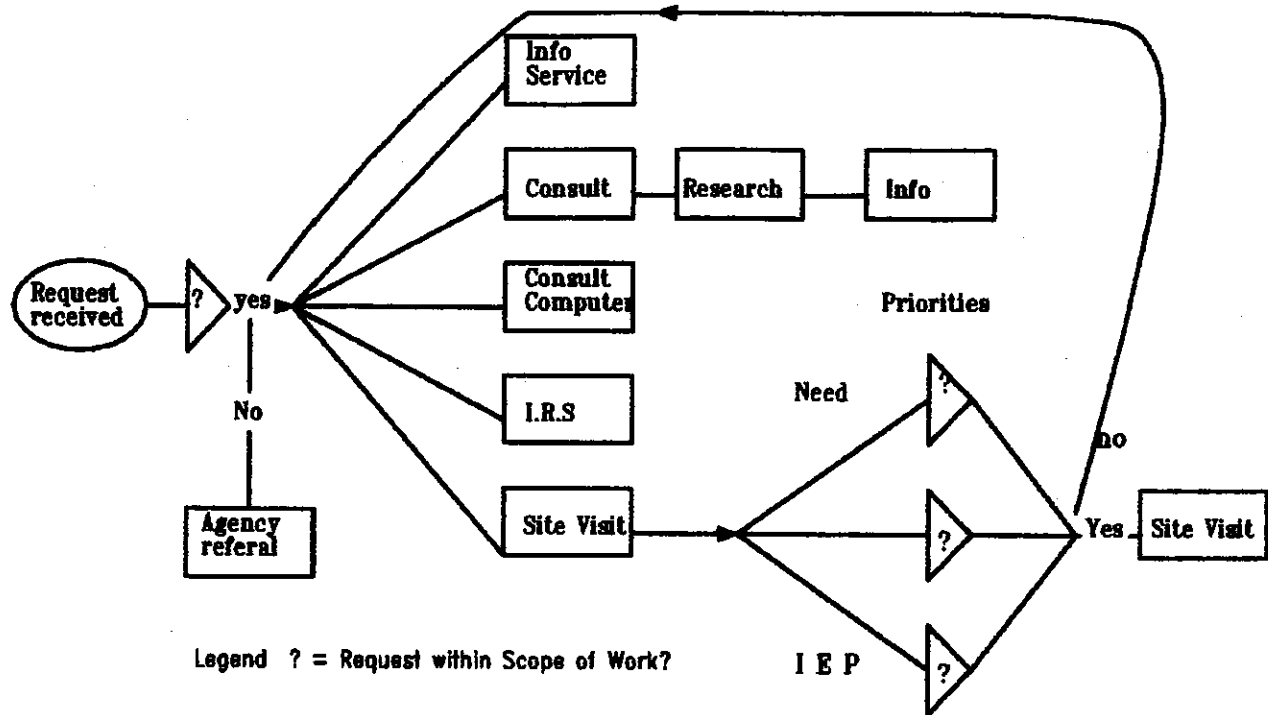 Info
Service
Consult
Research
Info
Request
received
?
yes
Consult
Computer
Priorities
?
Need
No
I.R.S
no
Agency
referal
Site Visit
?
Yes
Site Visit
Legend ? = Request within Scope of Work?
I E P
?